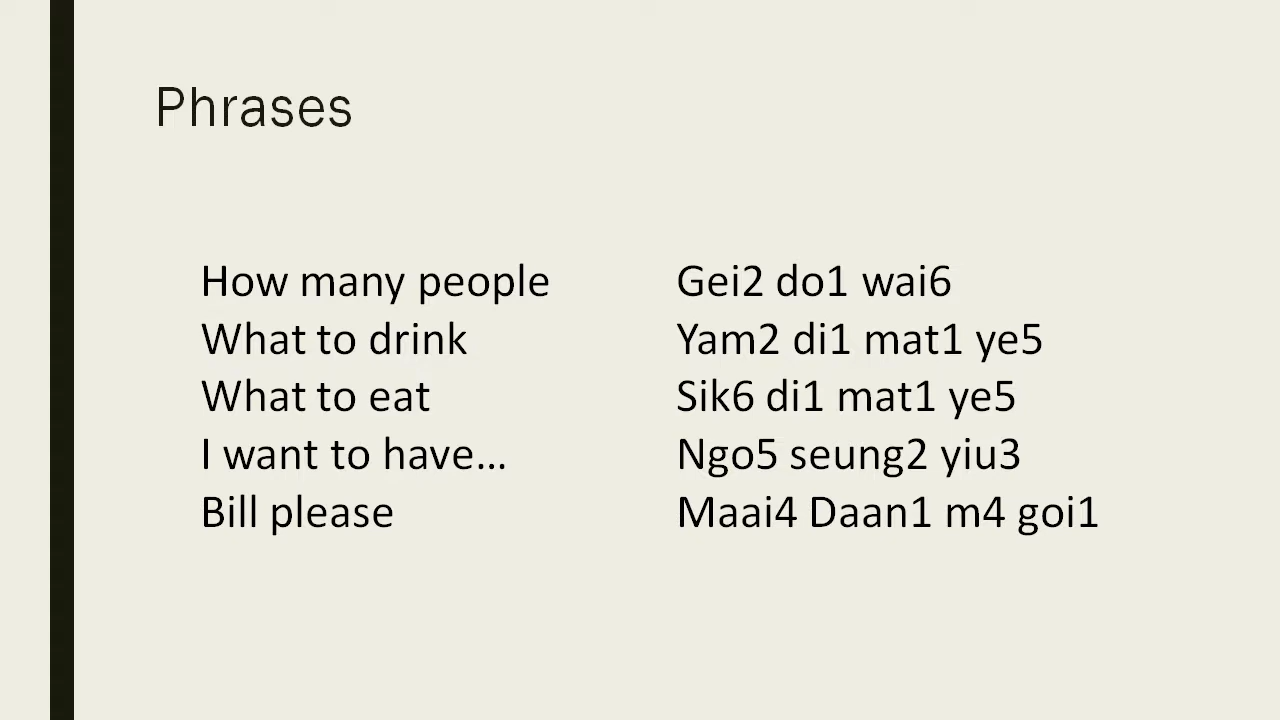 Phrases
How many people Gei2 do1 wai6
What to drink Yam2 di1 mat1 ye5
What to eat Sik6 di1 mat1 ye5
I want to have... Ngo5 seung2 yiu3
Bill please Maai4 Daan1 m4 goi1